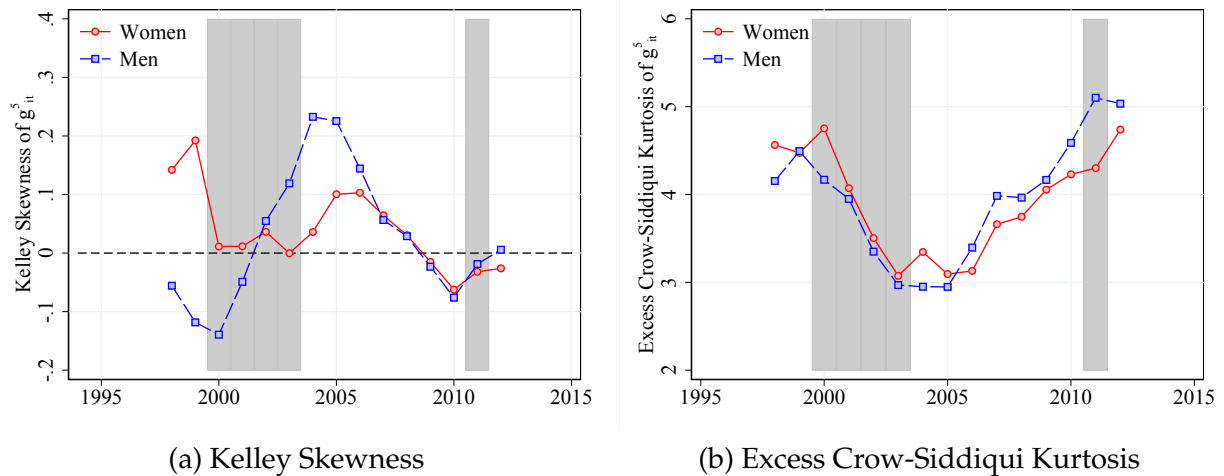 Kelley Skewness of g⁵ᵢₜ
.4
.3
.2
.1
0
-.1
-.2
Women
Men
1995 2000 2005 2010 2015
(a) Kelley Skewness
Excess Crow-Siddiqui Kurtosis of g⁵ᵢₜ
6
5
4
3
2
Women
Men
1995 2000 2005 2010 2015
(b) Excess Crow-Siddiqui Kurtosis